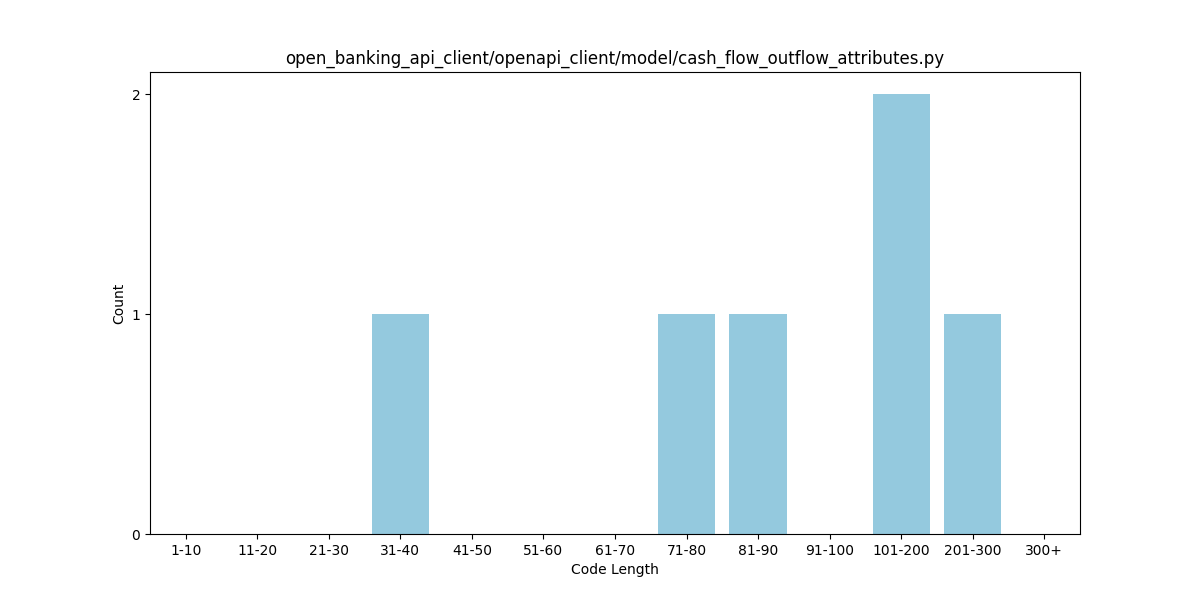 open_banking_api_client/openapi_client/model/cash_flow_outflow_attributes.py
2
1
0
Count
1-10 11-20 21-30 31-40 41-50 51-60 61-70 71-80 81-90 91-100 101-200 201-300 300+
Code Length